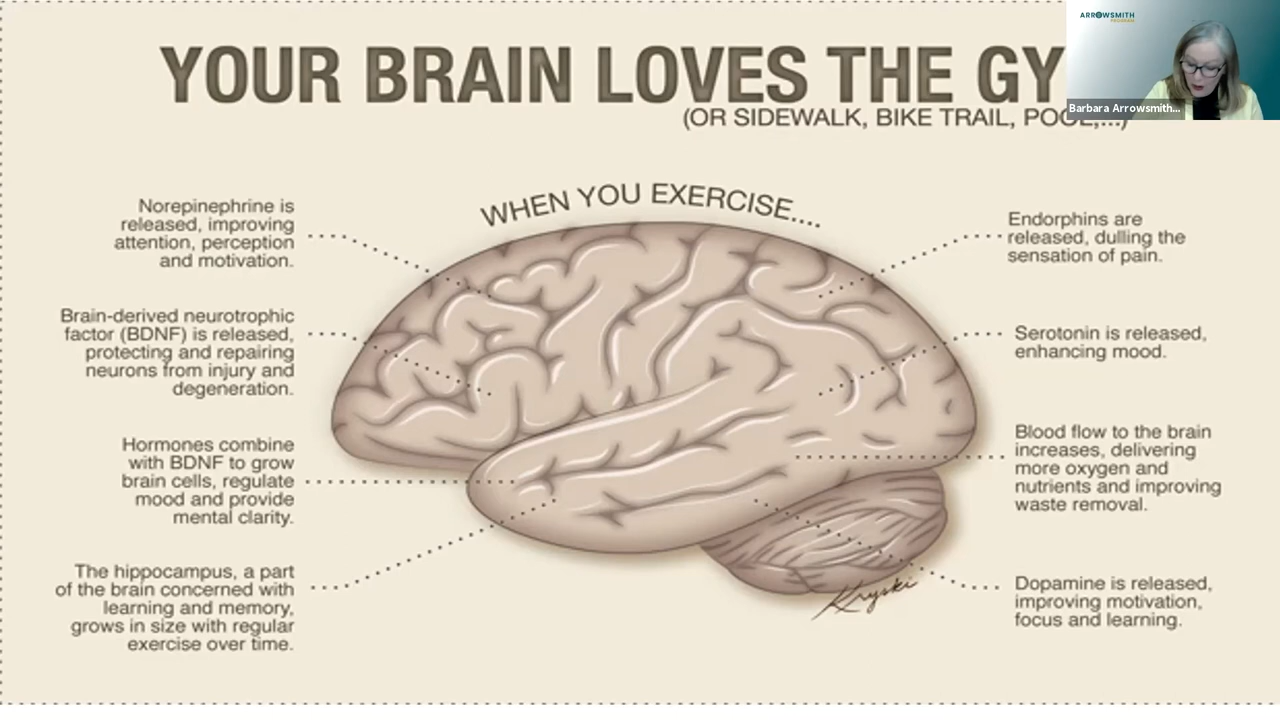 YOUR BRAIN LOVES THE GY
(OR SIDEWALK, BIKE TRAIL, POOL,...)
ARROWSMITH
PROGRAM
Barbara Arrowsmith...
WHEN YOU EXERCISE....
Norepinephrine is
released, improving
attention, perception
and motivation.
Brain-derived neurotrophic
factor (BDNF) is released,
protecting and repairing
neurons from injury and
degeneration.
Hormones combine
with BDNF to grow
brain cells, regulate
mood and provide
mental clarity.
The hippocampus, a part
of the brain concerned with
learning and memory,
grows in size with regular
exercise over time.
Endorphins are
released, dulling the
sensation of pain.
Serotonin is released,
enhancing mood.
Blood flow to the brain
increases, delivering
more oxygen and
nutrients and improving
waste removal.
Dopamine is released,
improving motivation,
focus and learning.
Kryski